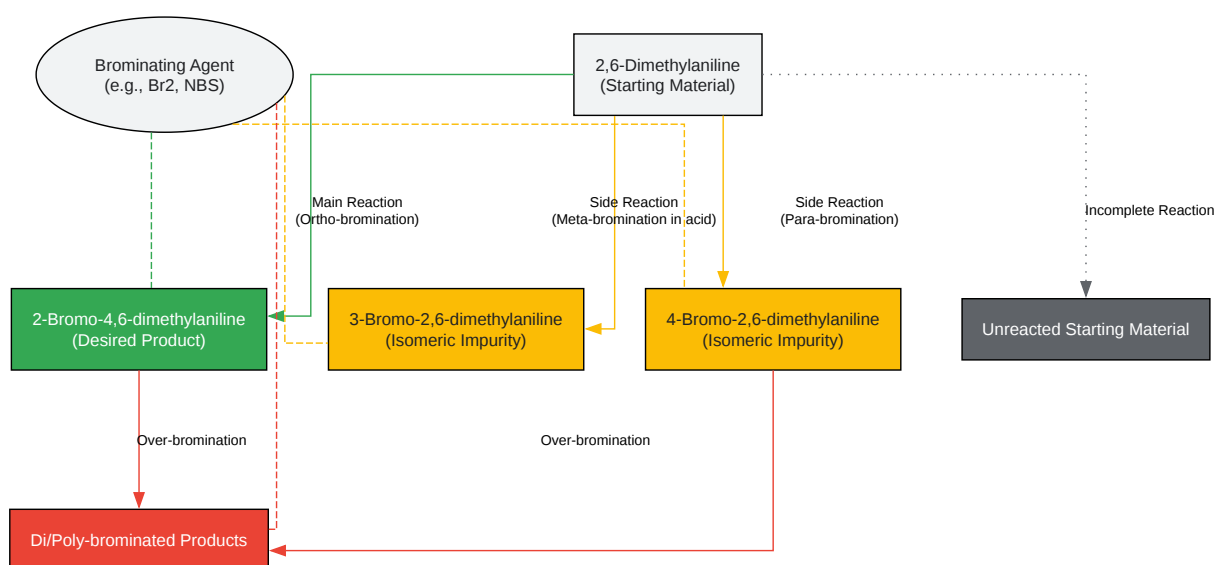 Brominating Agent
(e.g., Br2, NBS)
2,6-Dimethylaniline
(Starting Material)
Main Reaction
(Ortho-bromination)
Side Reaction
(Meta-bromination in acid)
Side Reaction
(Para-bromination)
Incomplete Reaction
2-Bromo-4,6-dimethylaniline
(Desired Product)
3-Bromo-2,6-dimethylaniline
(Isomeric Impurity)
4-Bromo-2,6-dimethylaniline
(Isomeric Impurity)
Unreacted Starting Material
Over-bromination
Over-bromination
Di/Poly-brominated Products